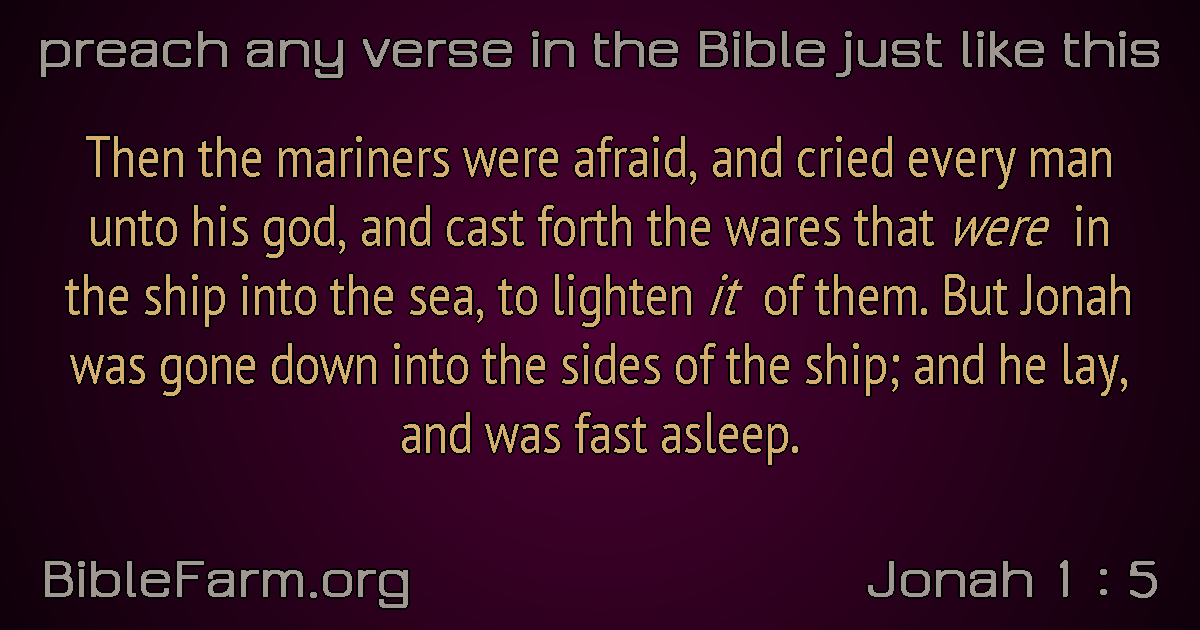 preach any verse in the Bible just like this
Then the mariners were afraid, and cried every man
unto his god, and cast forth the wares that were in
the ship into the sea, to lighten it of them. But Jonah
was gone down into the sides of the ship; and he lay,
and was fast asleep.
BibleFarm.org
Jonah 1 : 5